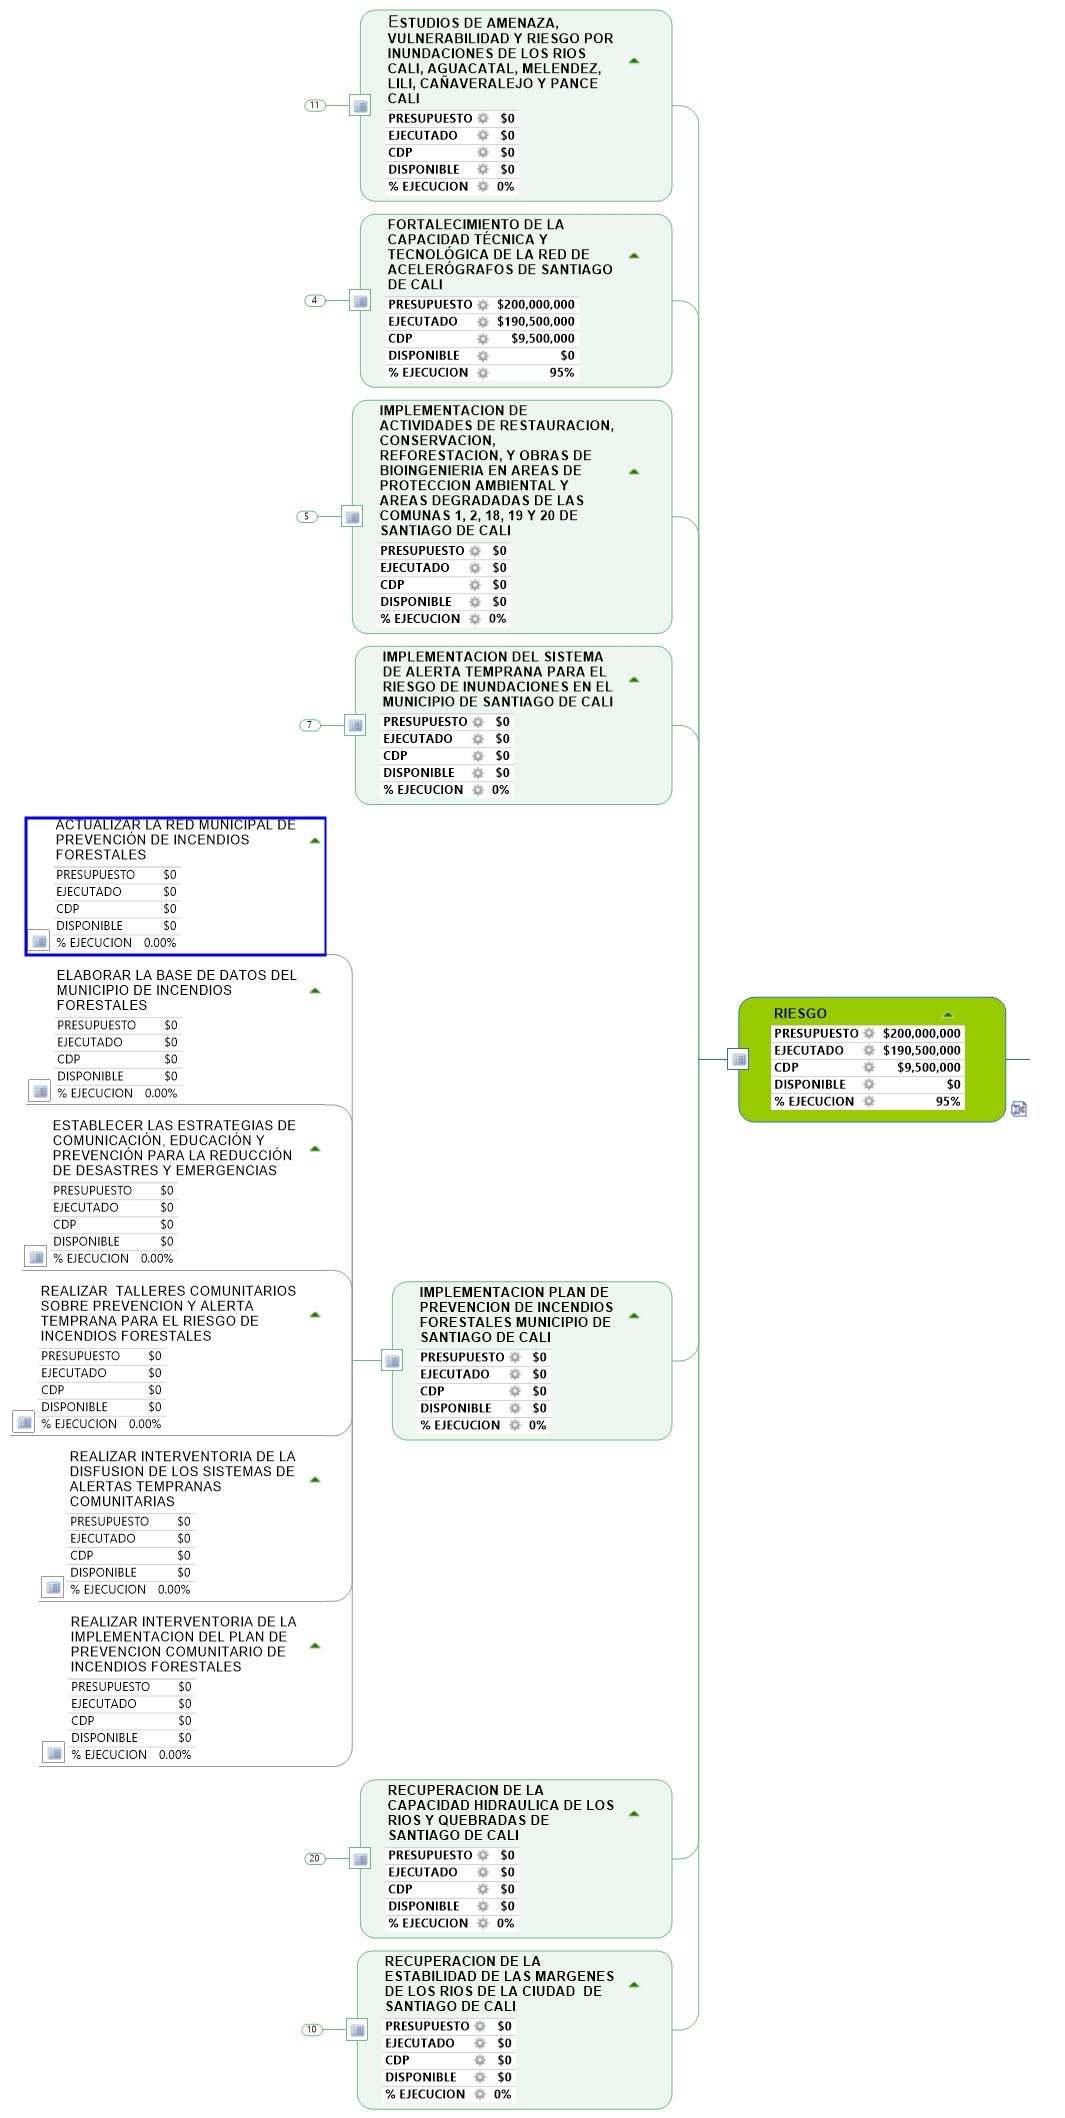 ESTUDIOS DE AMENAZA,
VULNERABILIDAD Y RIESGO POR
INUNDACIONES DE LOS RIOS
CALI, AGUACATAL, MELENDEZ,
LILI, CAÑAVERALEJO Y PANCE
CALI
11
PRESUPUESTO $0
EJECUTADO $0
CDP $0
DISPONIBLE $0
% EJECUCION 0%
FORTALECIMIENTO DE LA
CAPACIDAD TÉCNICA Y
TECNOLÓGICA DE LA RED DE
ACELERÓGRAFOS DE SANTIAGO
DE CALI
4
PRESUPUESTO $200,000,000
EJECUTADO $190,500,000
CDP $9,500,000
DISPONIBLE $0
% EJECUCION 95%
IMPLEMENTACION DE
ACTIVIDADES DE RESTAURACION,
CONSERVACION,
REFORESTACION, Y OBRAS DE
BIOINGENIERIA EN AREAS DE
PROTECCION AMBIENTAL Y
AREAS DEGRADADAS DE LAS
COMUNAS 1, 2, 18, 19 Y 20 DE
SANTIAGO DE CALI
5
PRESUPUESTO $0
EJECUTADO $0
CDP $0
DISPONIBLE $0
% EJECUCION 0%
IMPLEMENTACION DEL SISTEMA
DE ALERTA TEMPRANA PARA EL
RIESGO DE INUNDACIONES EN EL
MUNICIPIO DE SANTIAGO DE CALI
7
PRESUPUESTO $0
EJECUTADO $0
CDP $0
DISPONIBLE $0
% EJECUCION 0%
ACTUALIZAR LA RED MUNICIPAL DE
PREVENCIÓN DE INCENDIOS
FORESTALES
PRESUPUESTO $0
EJECUTADO $0
CDP $0
DISPONIBLE $0
% EJECUCION 0.00%
ELABORAR LA BASE DE DATOS DEL
MUNICIPIO DE INCENDIOS
FORESTALES
PRESUPUESTO $0
EJECUTADO $0
CDP $0
DISPONIBLE $0
% EJECUCION 0.00%
ESTABLECER LAS ESTRATEGIAS DE
COMUNICACIÓN, EDUCACIÓN Y
PREVENCIÓN PARA LA REDUCCIÓN
DE DESASTRES Y EMERGENCIAS
PRESUPUESTO $0
EJECUTADO $0
CDP $0
DISPONIBLE $0
% EJECUCION 0.00%
REALIZAR TALLERES COMUNITARIOS
SOBRE PREVENCION Y ALERTA
TEMPRANA PARA EL RIESGO DE
INCENDIOS FORESTALES
PRESUPUESTO $0
EJECUTADO $0
CDP $0
DISPONIBLE $0
% EJECUCION 0.00%
REALIZAR INTERVENTORIA DE LA
DISFUSION DE LOS SISTEMAS DE
ALERTAS TEMPRANAS
COMUNITARIAS
PRESUPUESTO $0
EJECUTADO $0
CDP $0
DISPONIBLE $0
% EJECUCION 0.00%
REALIZAR INTERVENTORIA DE LA
IMPLEMENTACION DEL PLAN DE
PREVENCION COMUNITARIO DE
INCENDIOS FORESTALES
PRESUPUESTO $0
EJECUTADO $0
CDP $0
DISPONIBLE $0
% EJECUCION 0.00%
IMPLEMENTACION PLAN DE
PREVENCION DE INCENDIOS
FORESTALES MUNICIPIO DE
SANTIAGO DE CALI
PRESUPUESTO $0
EJECUTADO $0
CDP $0
DISPONIBLE $0
% EJECUCION 0%
RIESGO
PRESUPUESTO $200,000,000
EJECUTADO $190,500,000
CDP $9,500,000
DISPONIBLE $0
% EJECUCION 95%
RECUPERACION DE LA
CAPACIDAD HIDRAULICA DE LOS
RIOS Y QUEBRADAS DE
SANTIAGO DE CALI
20
PRESUPUESTO $0
EJECUTADO $0
CDP $0
DISPONIBLE $0
% EJECUCION 0%
RECUPERACION DE LA
ESTABILIDAD DE LAS MARGENES
DE LOS RIOS DE LA CIUDAD DE
SANTIAGO DE CALI
10
PRESUPUESTO $0
EJECUTADO $0
CDP $0
DISPONIBLE $0
% EJECUCION 0%